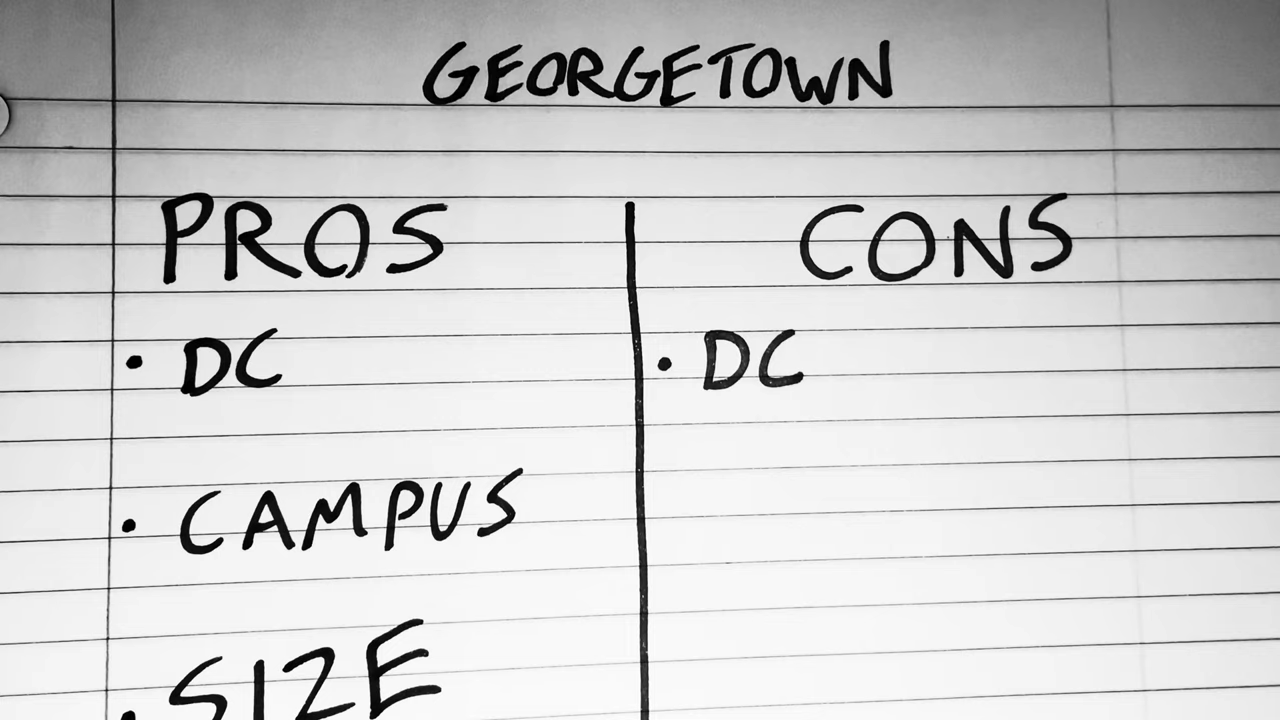 GEORGETOWN
PROS CONS
• DC • DC
• CAMPUS
• SIZE